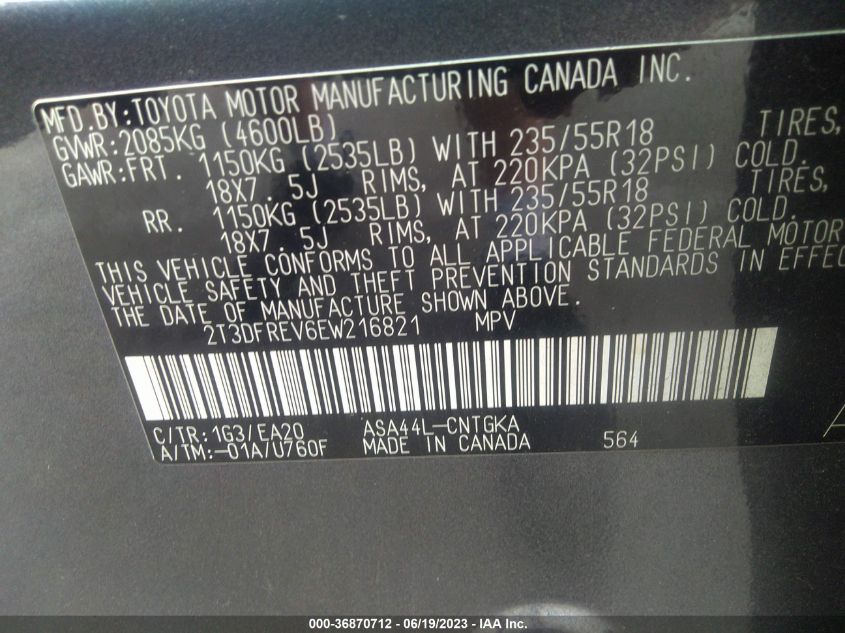 MFD.BY:TOYOTA MOTOR MANUFACTURING CANADA INC.
GVWR:2085KG (4600LB)
GAWR:FRT. 1150KG (2535LB) WITH 235/55R18 TIRES,
18X7.5J RIMS, AT 220KPA (32PSI) COLD.
RR. 1150KG (2535LB) WITH 235/55R18 TIRES,
18X7.5J RIMS, AT 220KPA (32PSI) COLD.
THIS VEHICLE CONFORMS TO ALL APPLICABLE FEDERAL MOTOR
VEHICLE SAFETY AND THEFT PREVENTION STANDARDS IN EFFEC
THE DATE OF MANUFACTURE SHOWN ABOVE.
2T3DFREV6EW216821 MPV
C/TR:1G3/EA20 ASA44L-CNTGKA
A/TM:-01A/U760F MADE IN CANADA 564
A
000-36870712 - 06/19/2023 - IAA Inc.